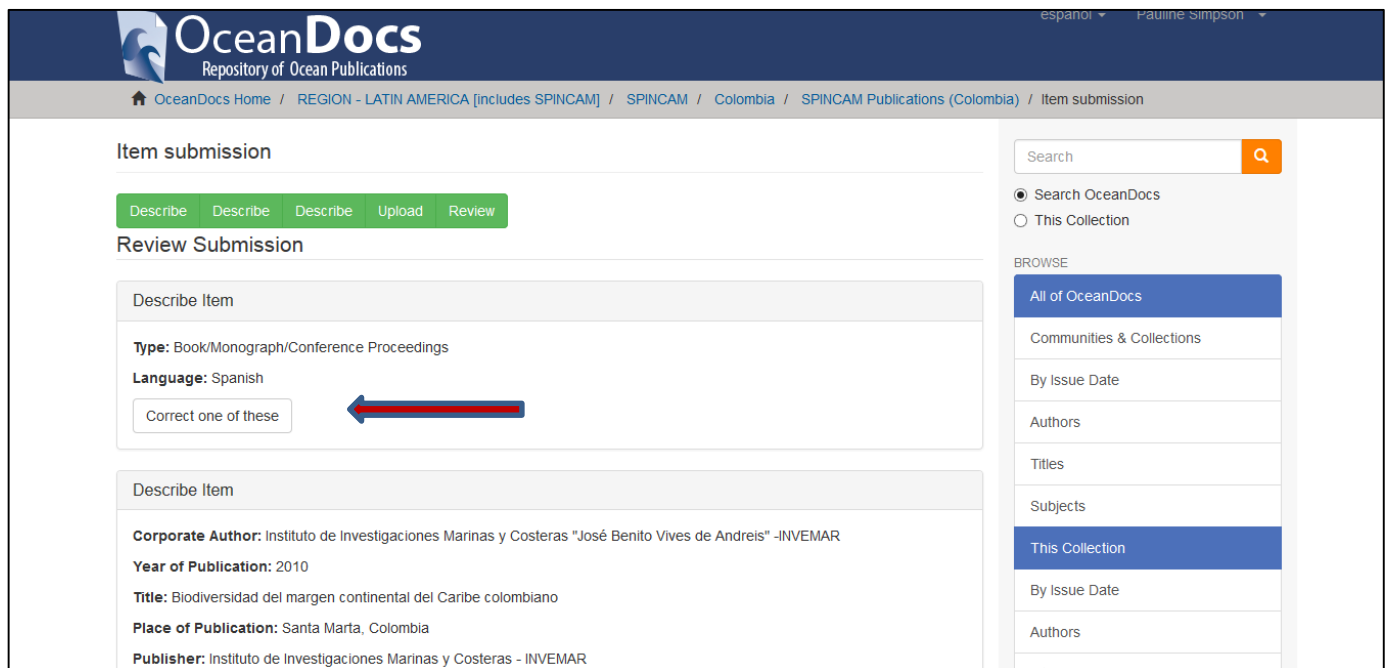 español
Pauline Simpson
OceanDocs
Repository of Ocean Publications
OceanDocs Home / REGION - LATIN AMERICA [includes SPINCAM] / SPINCAM / Colombia / SPINCAM Publications (Colombia) / Item submission
Item submission
Describe Describe Describe Upload Review
Review Submission
Describe Item
Type: Book/Monograph/Conference Proceedings
Language: Spanish
Correct one of these
Describe Item
Corporate Author: Instituto de Investigaciones Marinas y Costeras "José Benito Vives de Andreis" -INVEMAR
Year of Publication: 2010
Title: Biodiversidad del margen continental del Caribe colombiano
Place of Publication: Santa Marta, Colombia
Publisher: Instituto de Investigaciones Marinas y Costeras - INVEMAR
Search
Search OceanDocs
This Collection
BROWSE
All of OceanDocs
Communities & Collections
By Issue Date
Authors
Titles
Subjects
This Collection
By Issue Date
Authors